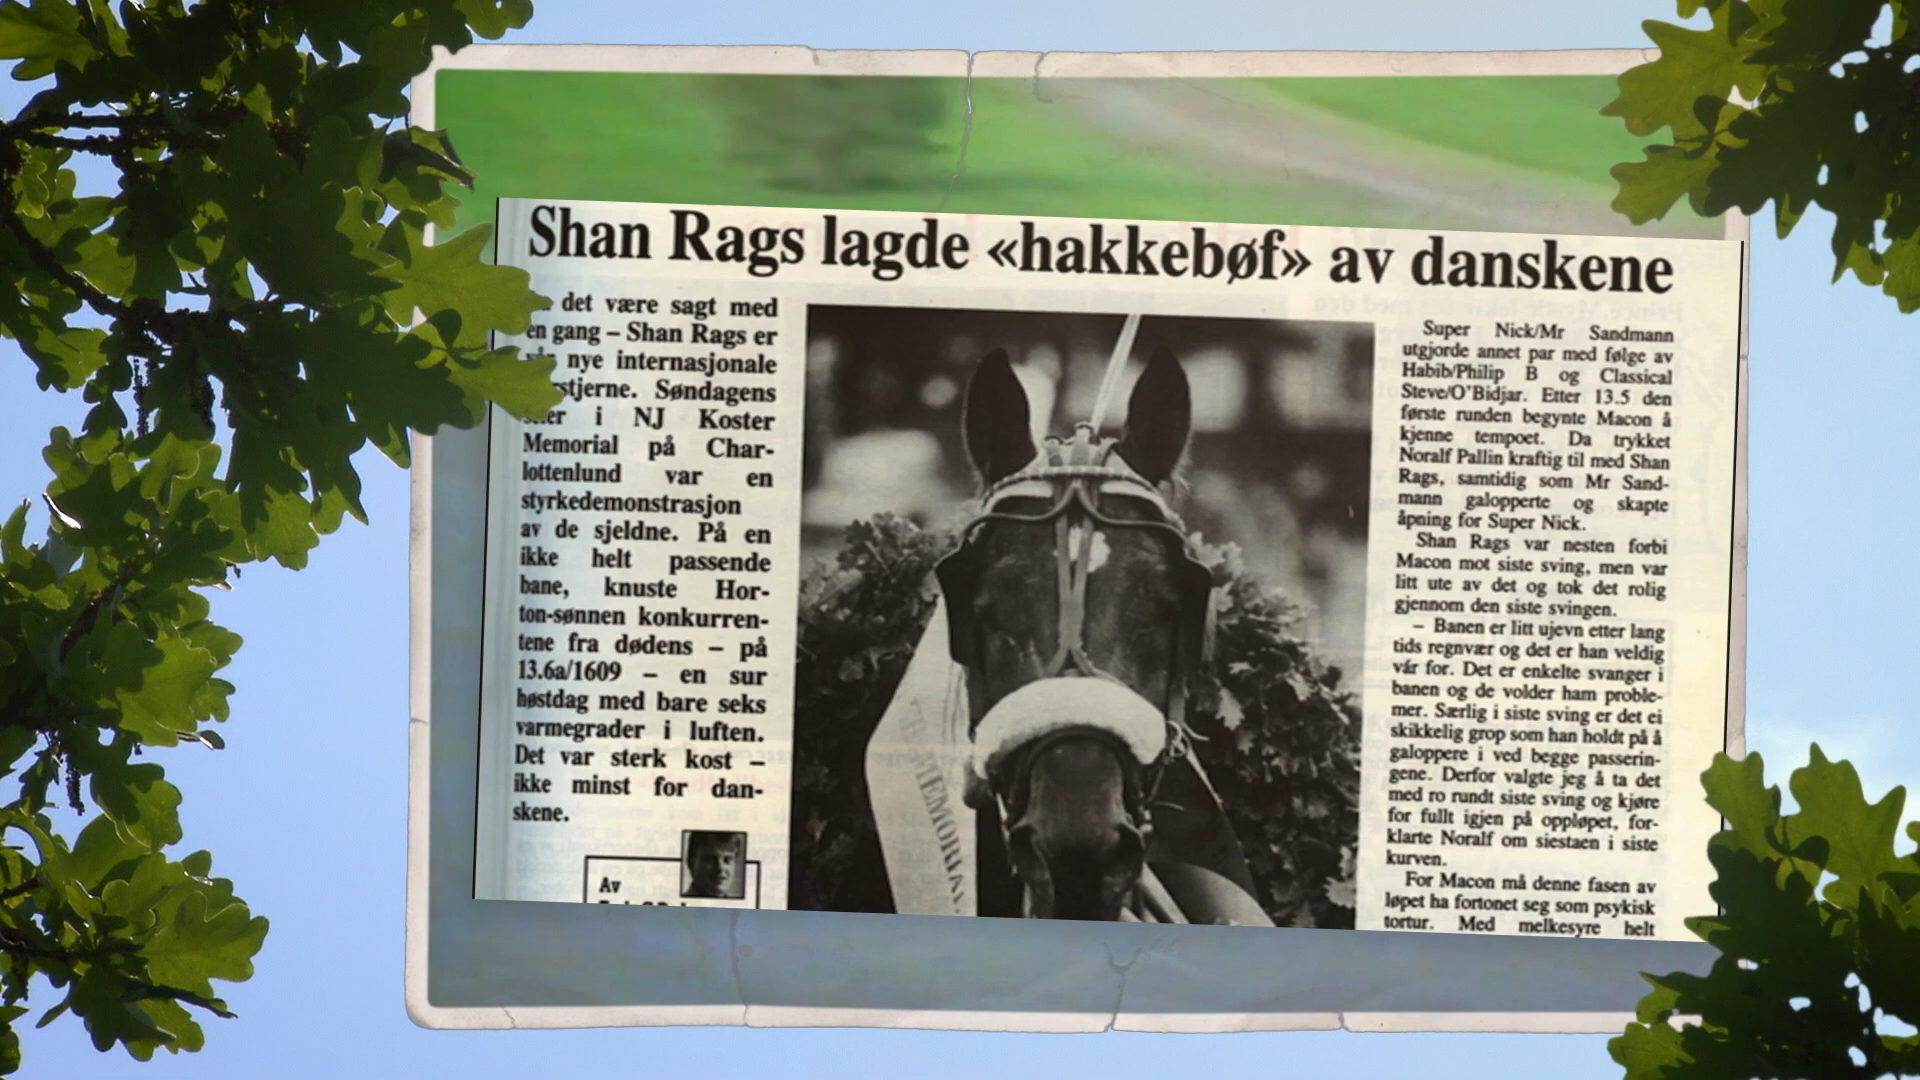 Shan Rags lagde «hakkebøf» av danskene
det være sagt med
en gang – Shan Rags er
nye internasjonale
stjerne. Søndagens
i NJ Koster
Memorial på Char-
lottenlund var en
styrkedemonstrasjon
av de sjeldne. På en
ikke helt passende
bane, knuste Hor-
ton-sønnen konkurren-
tene fra dødens – på
13.6a/1609 – en sur
høstdag med bare seks
varmegrader i luften.
Det var sterk kost –
ikke minst for dan-
skene.
Av
MEMORIAL
Super Nick/Mr Sandmann
utgjorde annet par med følge av
Habib/Philip B og Classical
Steve/O'Bidjar. Etter 13.5 den
første runden begynte Macon å
kjenne tempoet. Da trykket
Noralf Pallin kraftig til med Shan
Rags, samtidig som Mr Sand-
mann galopperte og skapte
åpning for Super Nick.
Shan Rags var nesten forbi
Macon mot siste sving, men var
litt ute av det og tok det rolig
gjennom den siste svingen.
– Banen er litt ujevn etter lang
tids regnvær og det er han veldig
vár for. Det er enkelte svanger i
banen og de volder ham proble-
mer. Særlig i siste sving er det ei
skikkelig grop som han holdt på å
galoppere i ved begge passerin-
gene. Derfor valgte jeg å ta det
med ro rundt siste sving og kjøre
for fullt igjen på oppløpet, for-
klarte Noralf om siestaen i siste
kurven.
For Macon må denne fasen av
løpet ha fortonet seg som psykisk
tortur. Med melkesyre helt